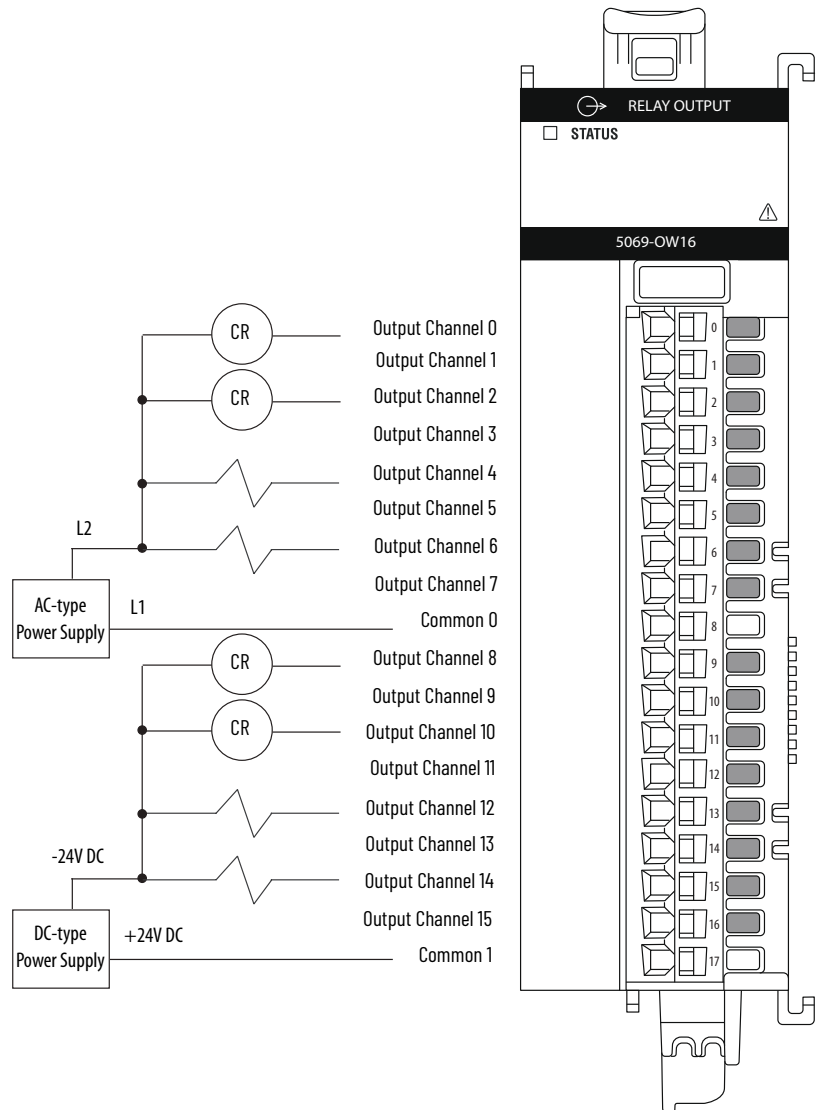 RELAY OUTPUT
STATUS
5069-OW16
CR
Output Channel 0
Output Channel 1
CR
Output Channel 2
Output Channel 3
Output Channel 4
Output Channel 5
L2
Output Channel 6
Output Channel 7
AC-type
Power Supply
L1
Common 0
CR
Output Channel 8
Output Channel 9
CR
Output Channel 10
Output Channel 11
Output Channel 12
Output Channel 13
-24V DC
Output Channel 14
Output Channel 15
DC-type
Power Supply
+24V DC
Common 1
0
1
2
3
4
5
6
7
8
9
10
11
12
13
14
15
16
17